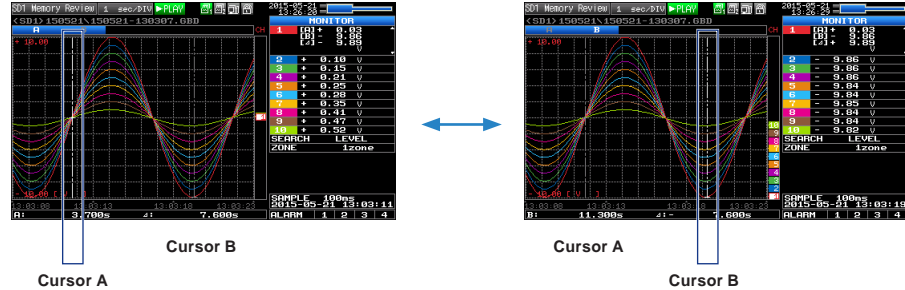 SD1 Memory Review 1 sec/DIV ▶PLAY 2015-05-21 13:26:20
<SD1>150521\150521-130307.GBD
MONITOR
A
CH
+ 10.00
1 [A]+ 0.03
[B]- 9.86
[⊿]- 9.89
V
2 + 0.10 V
3 + 0.15 V
4 + 0.21 V
5 + 0.25 V
6 + 0.28 V
7 + 0.35 V
8 + 0.41 V
9 + 0.47 V
10 + 0.52 V
SEARCH LEVEL
ZONE 1zone
- 10.00 [ V ]
13:03:08 13:03:13 13:03:18 13:03:23
SAMPLE 100ms
2015-05-21 13:03:11
A: 3.700s ⊿: 7.600s
ALARM 1 2 3 4
Cursor B
Cursor A
SD1 Memory Review 1 sec/DIV ▶PLAY 2015-05-21 13:26:29
<SD1>150521\150521-130307.GBD
MONITOR
A B
CH
+ 10.00
1 [A]+ 0.03
[B]- 9.86
[⊿]+ 9.89
V
2 - 9.86 V
3 - 9.86 V
4 - 9.86 V
5 - 9.84 V
6 - 9.84 V
7 - 9.85 V
8 - 9.84 V
9 - 9.84 V
10 - 9.82 V
SEARCH LEVEL
ZONE 1zone
- 10.00 [ V ]
13:03:08 13:03:13 13:03:18 13:03:23
SAMPLE 100ms
2015-05-21 13:03:19
B: 11.300s ⊿:- 7.600s
ALARM 1 2 3 4
Cursor A
Cursor B